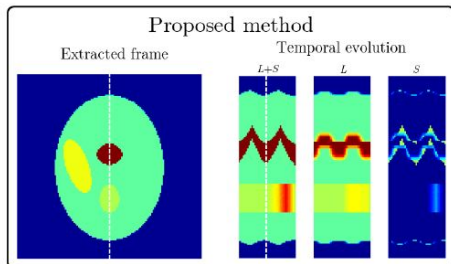 Proposed method
Extracted frame
Temporal evolution
L+S
L
S